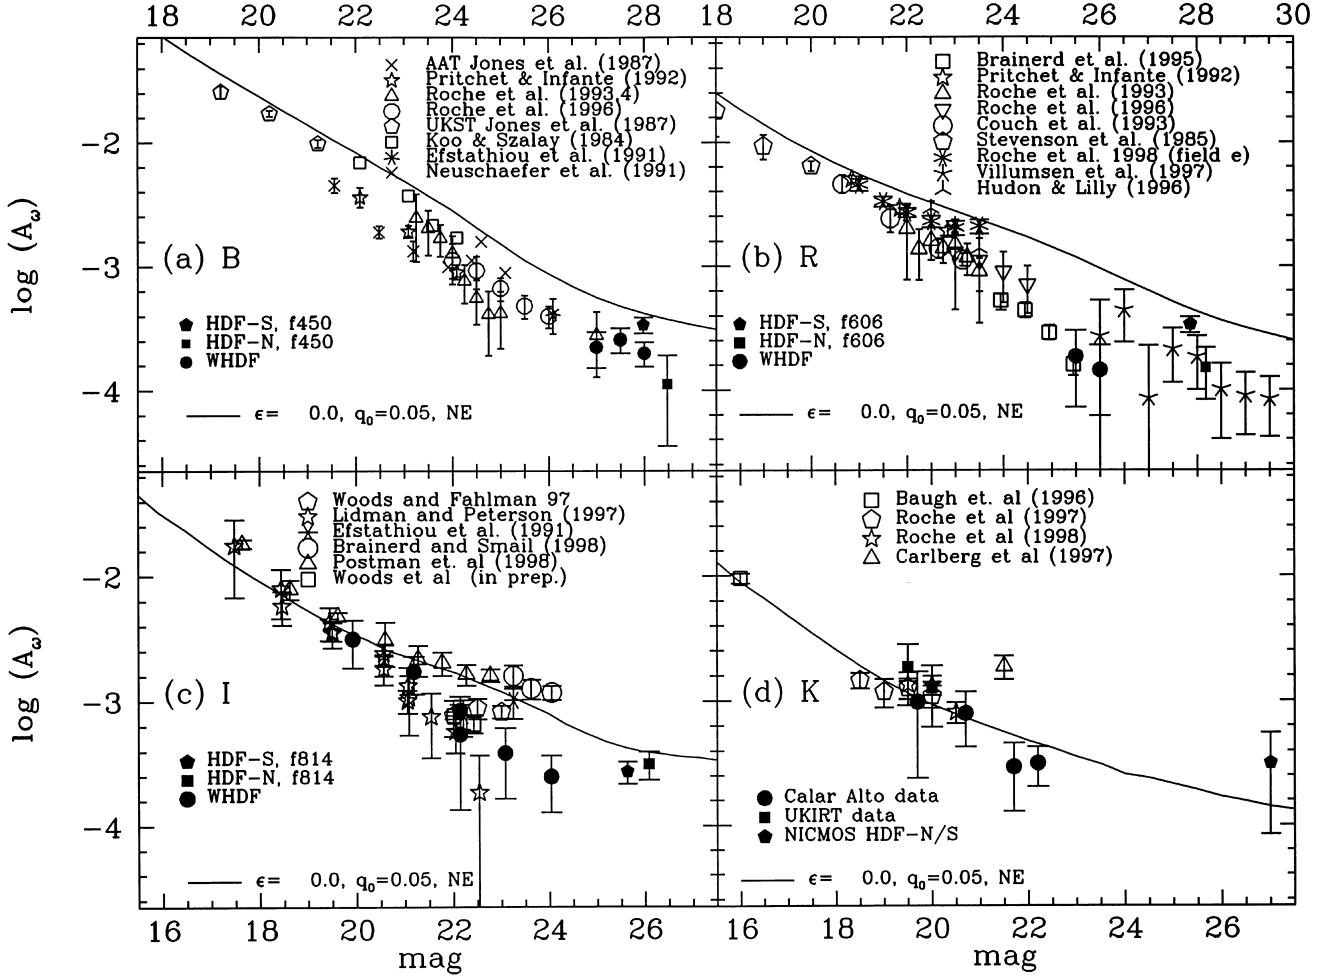 18 20 22 24 26 28 18 20 22 24 26 28 30
AAT Jones et al. (1987)
Pritchet & Infante (1992)
Roche et al. (1993,4)
Roche et al. (1996)
UKST Jones et al. (1987)
Koo & Szalay (1984)
Efstathiou et al. (1991)
Neuschaefer et al. (1991)
−2
−3
−4
log (Aω)
(a) B
HDF−S, f450
HDF−N, f450
WHDF
ϵ= 0.0, q0=0.05, NE
Brainerd et al. (1995)
Pritchet & Infante (1992)
Roche et al. (1993)
Roche et al. (1996)
Couch et al. (1993)
Stevenson et al. (1985)
Roche et al. 1998 (field e)
Villumsen et al. (1997)
Hudon & Lilly (1996)
(b) R
HDF−S, f606
HDF−N, f606
WHDF
ϵ= 0.0, q0=0.05, NE
Woods and Fahlman 97
Lidman and Peterson (1997)
Efstathiou et al. (1991)
Brainerd and Smail (1998)
Postman et. al (1998)
Woods et al (in prep.)
−2
−3
−4
log (Aω)
(c) I
HDF−S, f814
HDF−N, f814
WHDF
ϵ= 0.0, q0=0.05, NE
Baugh et. al (1996)
Roche et al (1997)
Roche et al (1998)
Carlberg et al (1997)
(d) K
Calar Alto data
UKIRT data
NICMOS HDF−N/S
ϵ= 0.0, q0=0.05, NE
16 18 20 22 24 26 16 18 20 22 24 26
mag mag